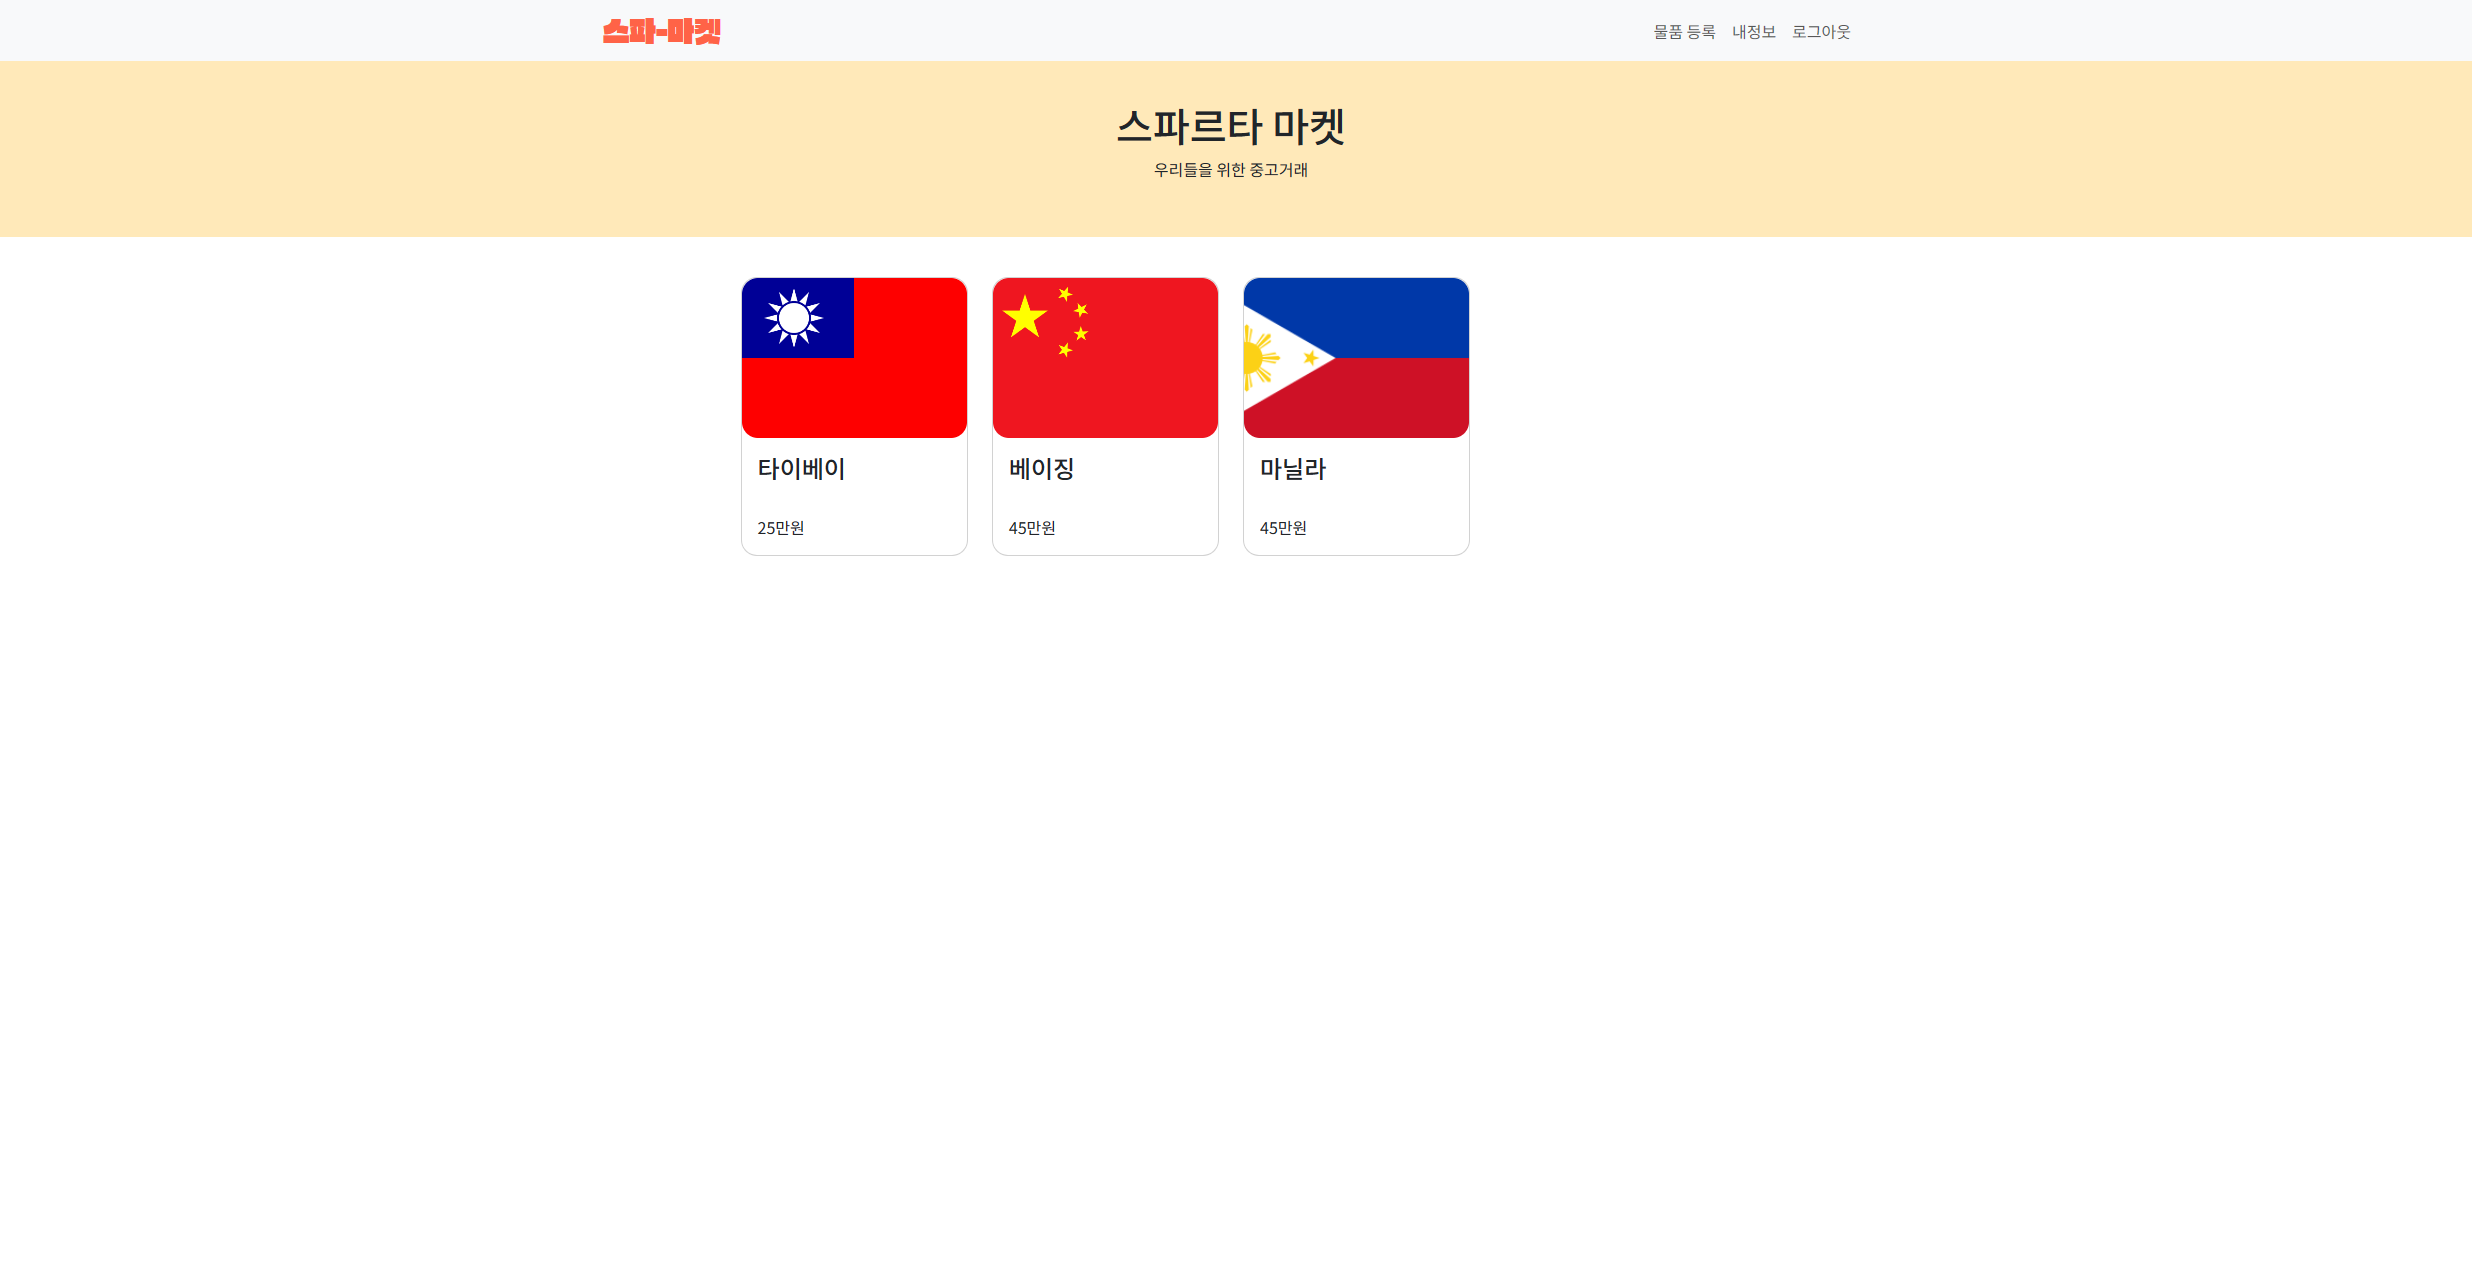 스파-마켓
물품 등록 내정보 로그아웃
스파르타 마켓
우리들을 위한 중고거래
타이베이
25만원
베이징
45만원
마닐라
45만원